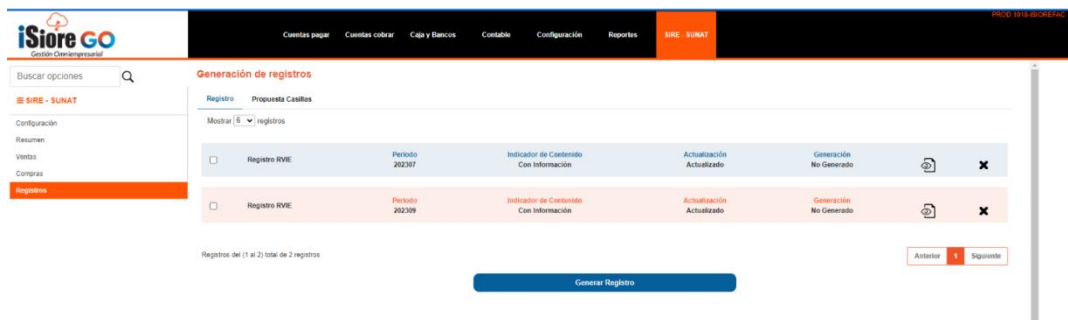 PROD 1918-ISIOREFAC
iSiore GO
Gestión Omniempresarial
Cuentas pagar Cuentas cobrar Caja y Bancos Contable Configuración Reportes SIRE - SUNAT
Buscar opciones
SIRE - SUNAT
Configuración
Resumen
Ventas
Compras
Registros
Generación de registros
Registro Propuesta Casillas
Mostrar 6 registros
Periodo Indicador de Contenido Actualización Generación
Registro RVIE 202307 Con Información Actualizado No Generado
Periodo Indicador de Contenido Actualización Generación
Registro RVIE 202309 Con Información Actualizado No Generado
Registros del (1 al 2) total de 2 registros
Anterior 1 Siguiente
Generar Registro